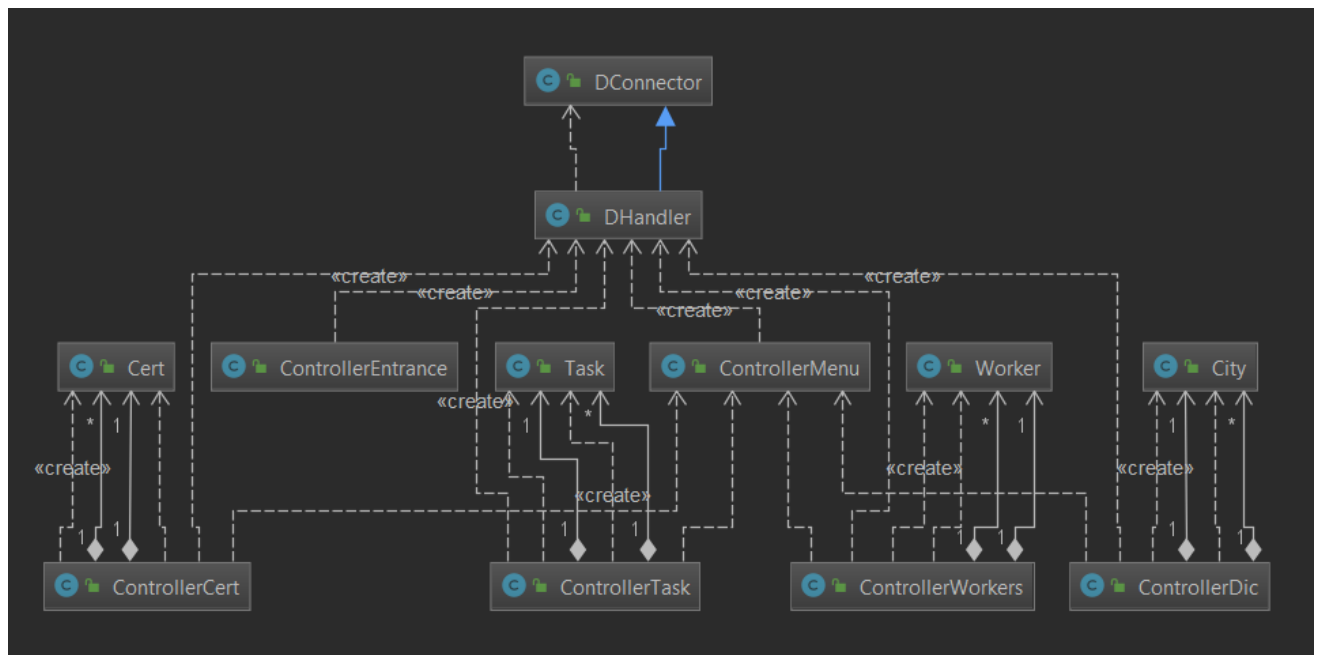 DConnector
DHandler
«create»
«create»
«create»
«create»
«create»
Cert
ControllerEntrance
Task
ControllerMenu
Worker
City
«create»
* 1
1
*
* 1
1
*
«create»
«create»
«create»
«create»
1 1
1 1
1 1
1 1
ControllerCert
ControllerTask
ControllerWorkers
ControllerDic